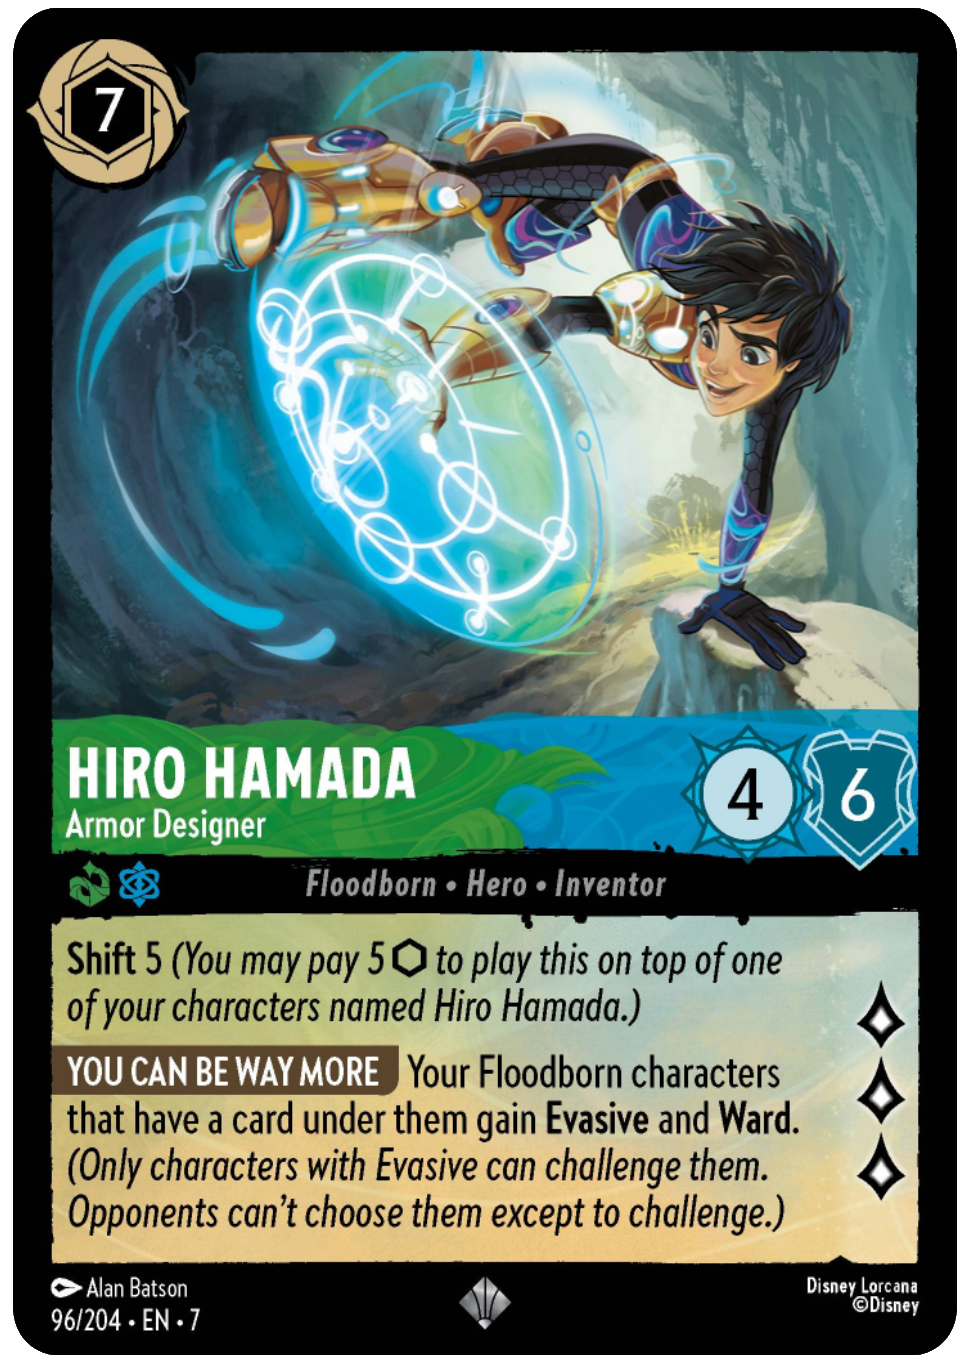 7
HIRO HAMADA
Armor Designer
4
6
Floodborn • Hero • Inventor
Shift 5 (You may pay 5 ⬡ to play this on top of one
of your characters named Hiro Hamada.)
YOU CAN BE WAY MORE Your Floodborn characters
that have a card under them gain Evasive and Ward.
(Only characters with Evasive can challenge them.
Opponents can't choose them except to challenge.)
Alan Batson
96/204 • EN • 7
Disney Lorcana
©Disney